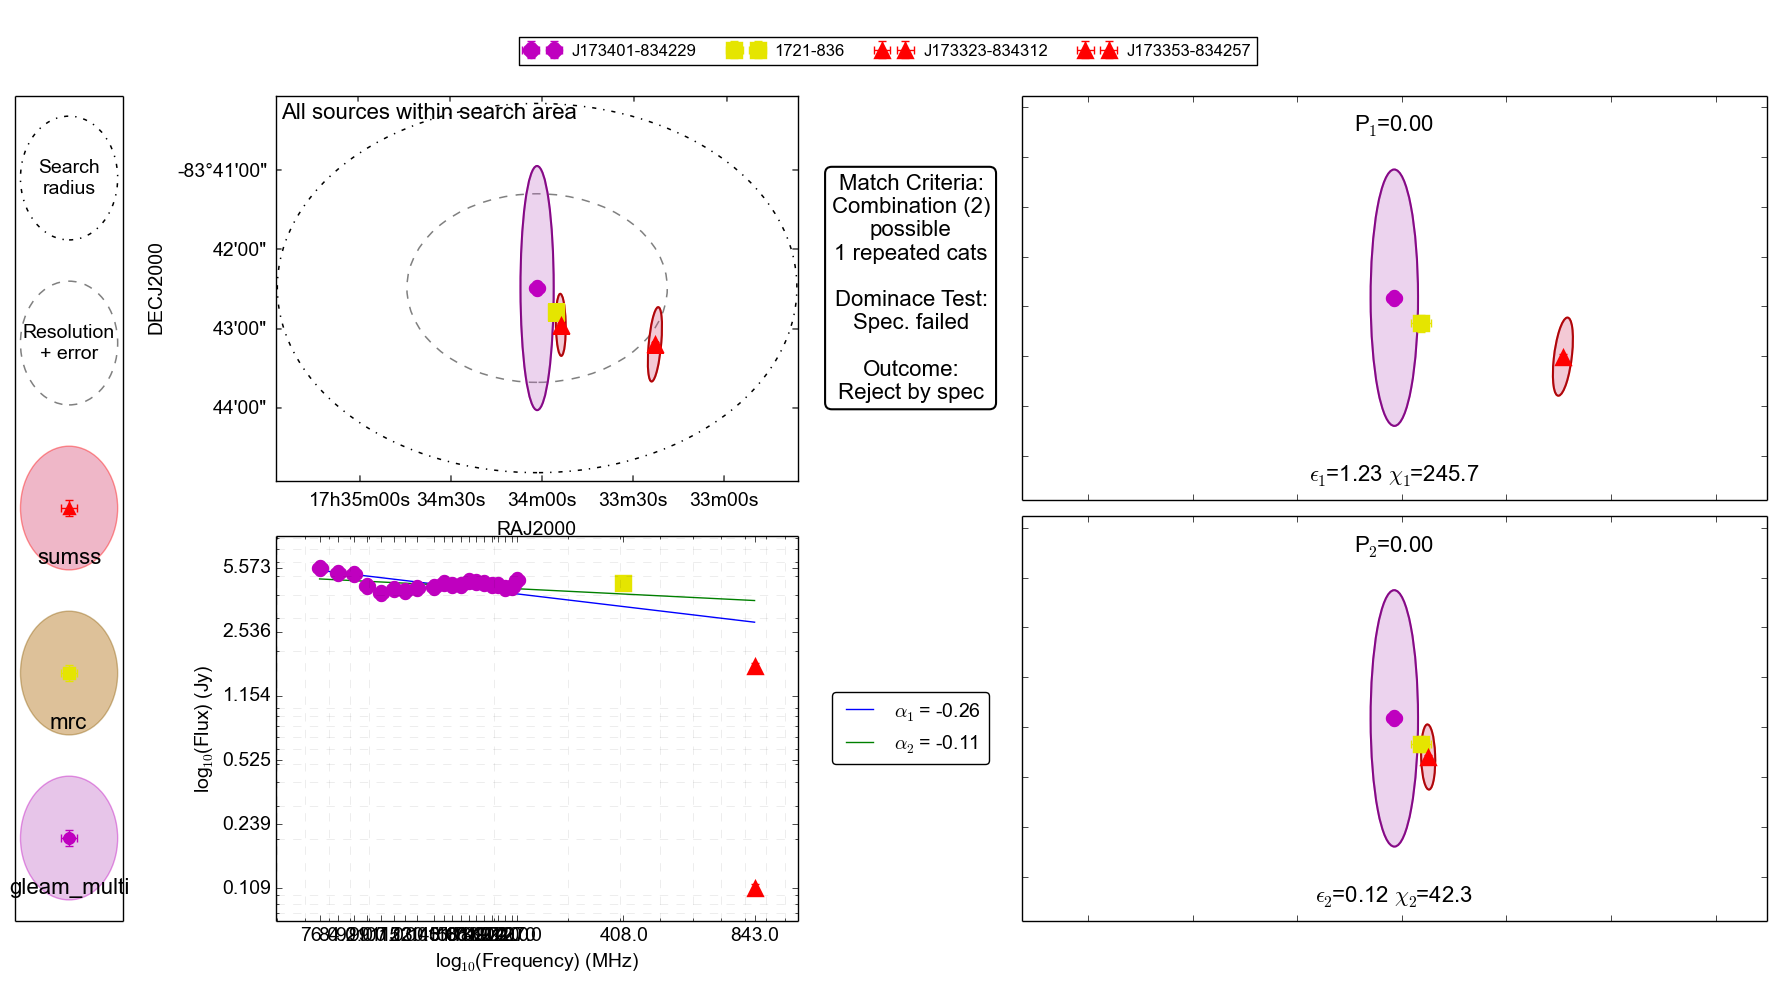 J173401-834229 1721-836 J173323-834312 J173353-834257
Search
radius
Resolution
+ error
sumss
mrc
gleam_multi
All sources within search area
DECJ2000
-83°41'00"
42'00"
43'00"
44'00"
17h35m00s 34m30s 34m00s 33m30s 33m00s
RAJ2000
Match Criteria:
Combination (2)
possible
1 repeated cats
Dominace Test:
Spec. failed
Outcome:
Reject by spec
P₁=0.00
ϵ₁=1.23 χ₁=245.7
log₁₀(Flux) (Jy)
5.573
2.536
1.154
0.525
0.239
0.109
408.0 843.0
log₁₀(Frequency) (MHz)
α₁ = -0.26
α₂ = -0.11
P₂=0.00
ϵ₂=0.12 χ₂=42.3